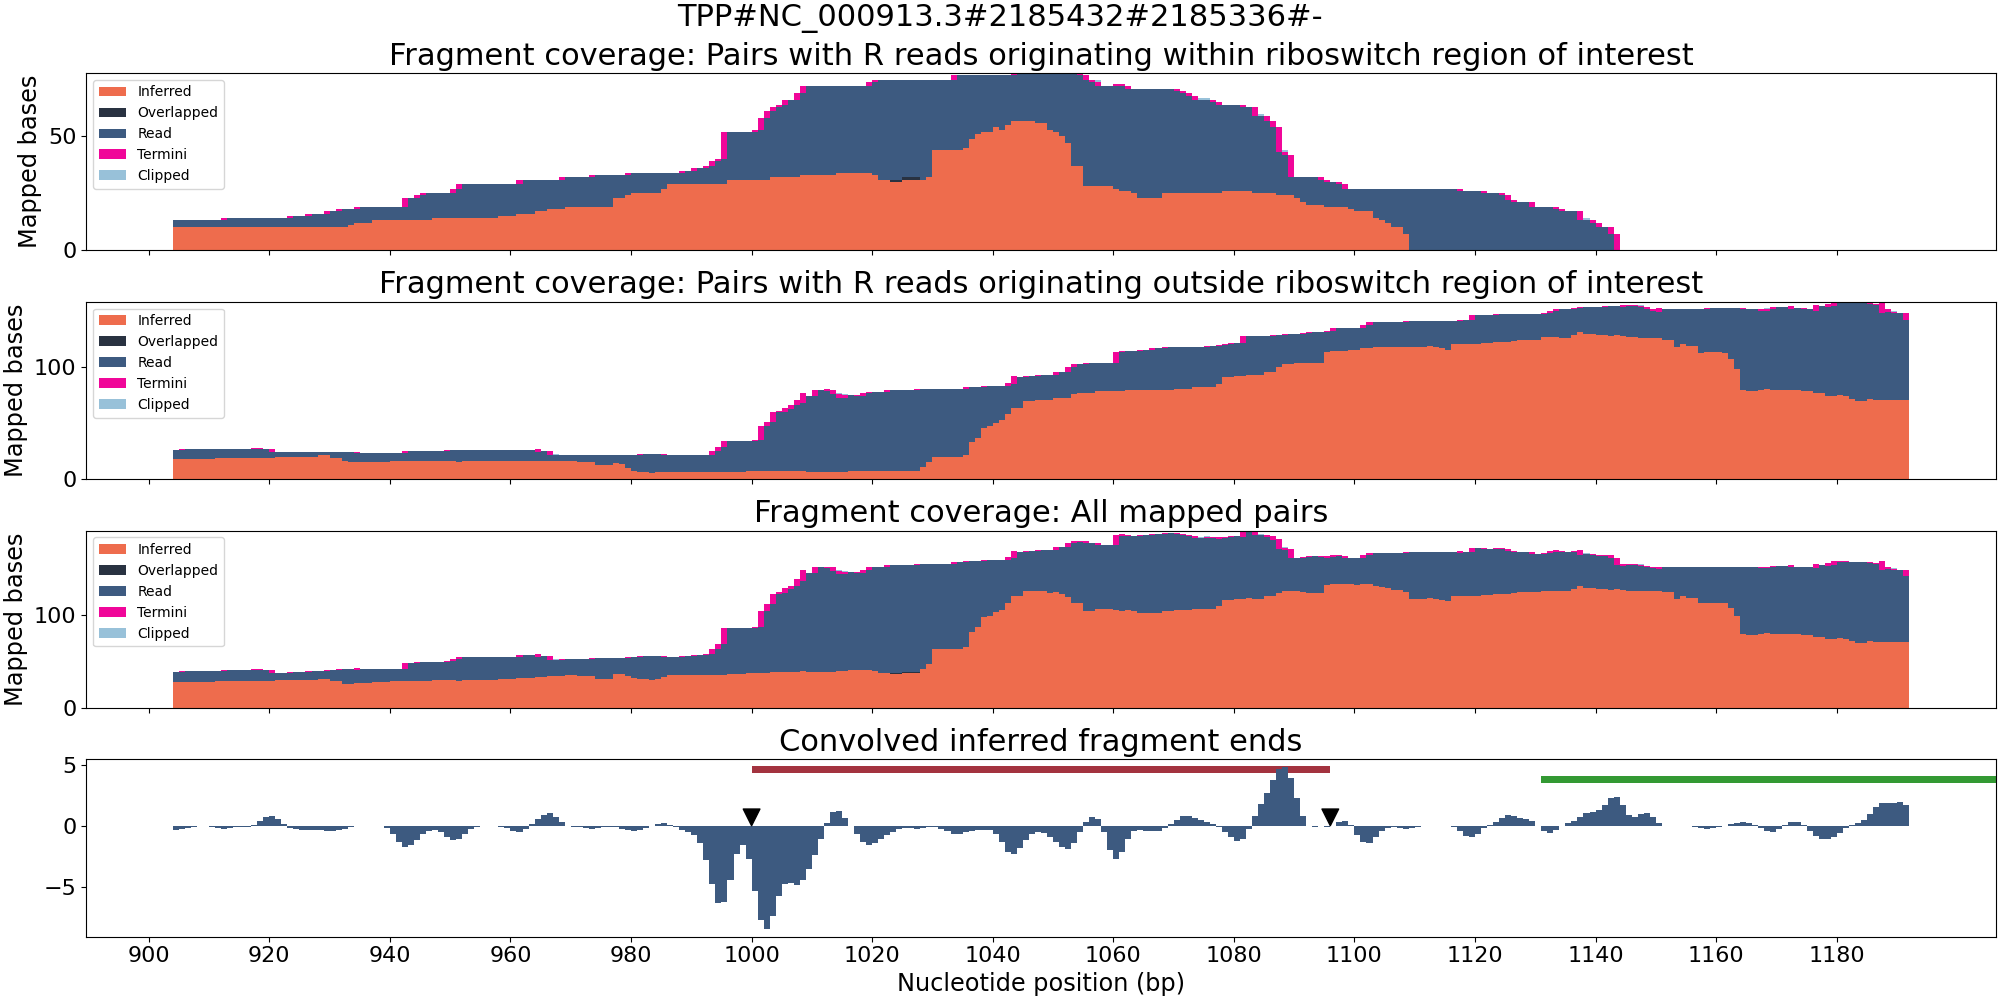 TPP#NC_000913.3#2185432#2185336#-
Fragment coverage: Pairs with R reads originating within riboswitch region of interest
Mapped bases
50
0
Inferred
Overlapped
Read
Termini
Clipped
Fragment coverage: Pairs with R reads originating outside riboswitch region of interest
Mapped bases
100
0
Inferred
Overlapped
Read
Termini
Clipped
Fragment coverage: All mapped pairs
Mapped bases
100
0
Inferred
Overlapped
Read
Termini
Clipped
Convolved inferred fragment ends
5
0
−5
900 920 940 960 980 1000 1020 1040 1060 1080 1100 1120 1140 1160 1180
Nucleotide position (bp)